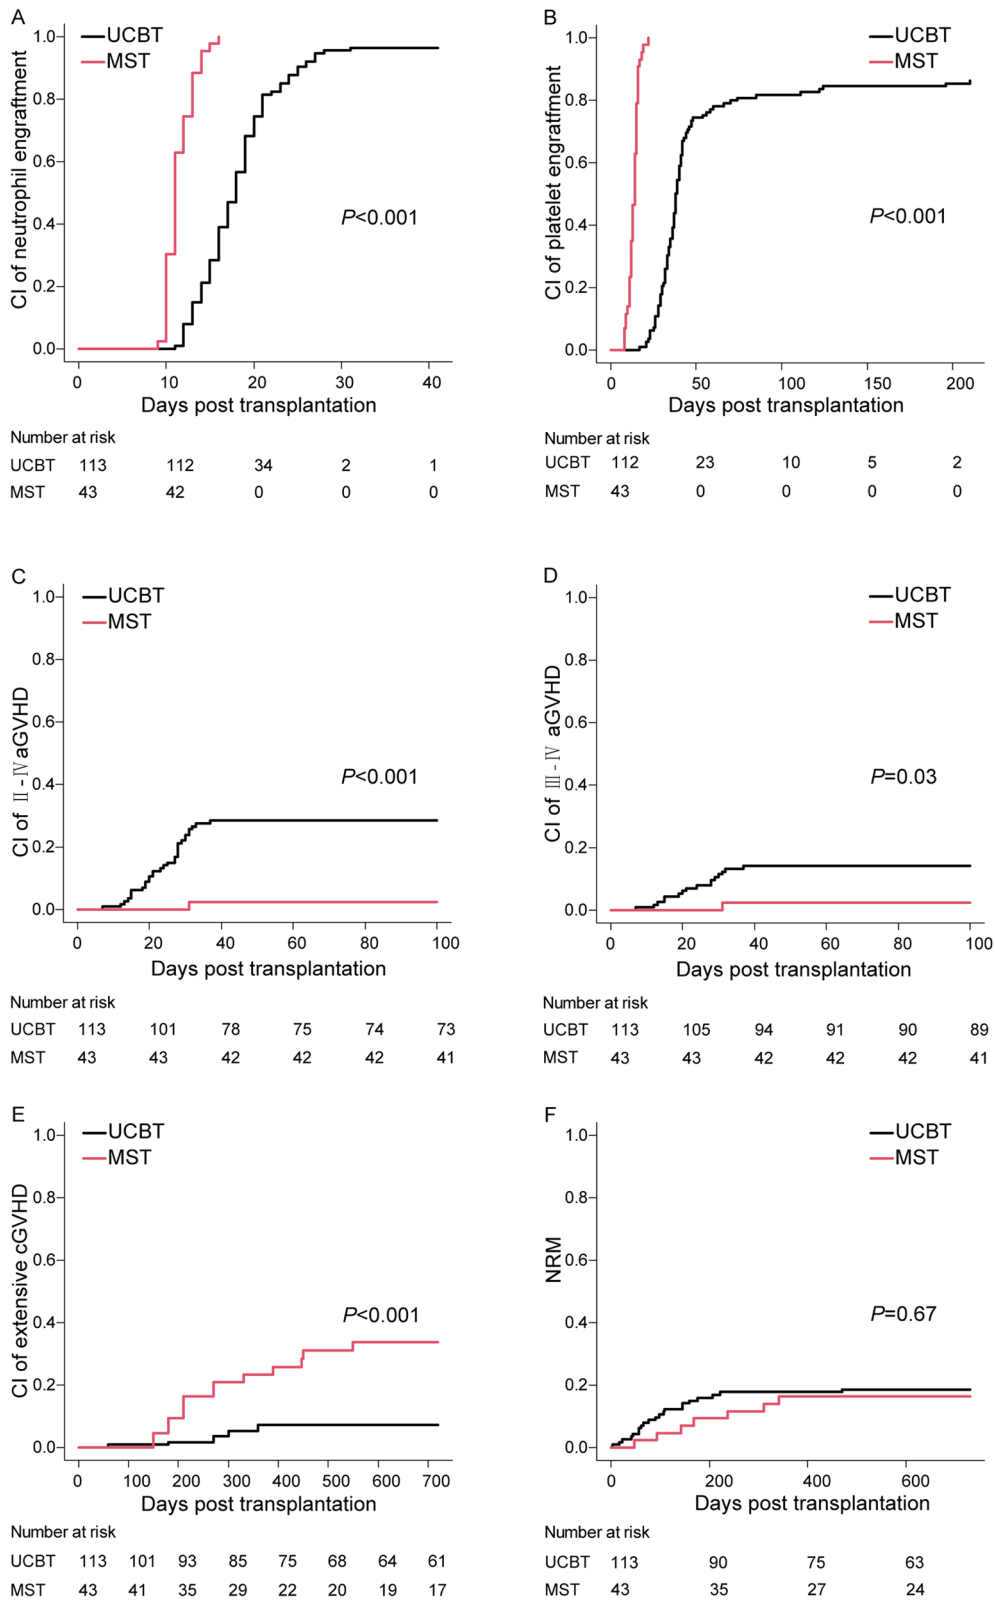 A
UCBT
MST
CI of neutrophil engraftment
1.0
0.8
0.6
0.4
0.2
0.0
P<0.001
0 10 20 30 40
Days post transplantation
Number at risk
UCBT 113 112 34 2 1
MST 43 42 0 0 0
B
UCBT
MST
CI of platelet engratfment
1.0
0.8
0.6
0.4
0.2
0.0
P<0.001
0 50 100 150 200
Days post transplantation
Number at risk
UCBT 112 23 10 5 2
MST 43 0 0 0 0
C
UCBT
MST
CI of Ⅱ-Ⅳ aGVHD
1.0
0.8
0.6
0.4
0.2
0.0
P<0.001
0 20 40 60 80 100
Days post transplantation
Number at risk
UCBT 113 101 78 75 74 73
MST 43 43 42 42 42 41
D
UCBT
MST
CI of Ⅲ-Ⅳ aGVHD
1.0
0.8
0.6
0.4
0.2
0.0
P=0.03
0 20 40 60 80 100
Days post transplantation
Number at risk
UCBT 113 105 94 91 90 89
MST 43 43 42 42 42 41
E
UCBT
MST
CI of extensive cGVHD
1.0
0.8
0.6
0.4
0.2
0.0
P<0.001
0 100 200 300 400 500 600 700
Days post transplantation
Number at risk
UCBT 113 101 93 85 75 68 64 61
MST 43 41 35 29 22 20 19 17
F
UCBT
MST
NRM
1.0
0.8
0.6
0.4
0.2
0.0
P=0.67
0 200 400 600
Days post transplantation
Number at risk
UCBT 113 90 75 63
MST 43 35 27 24